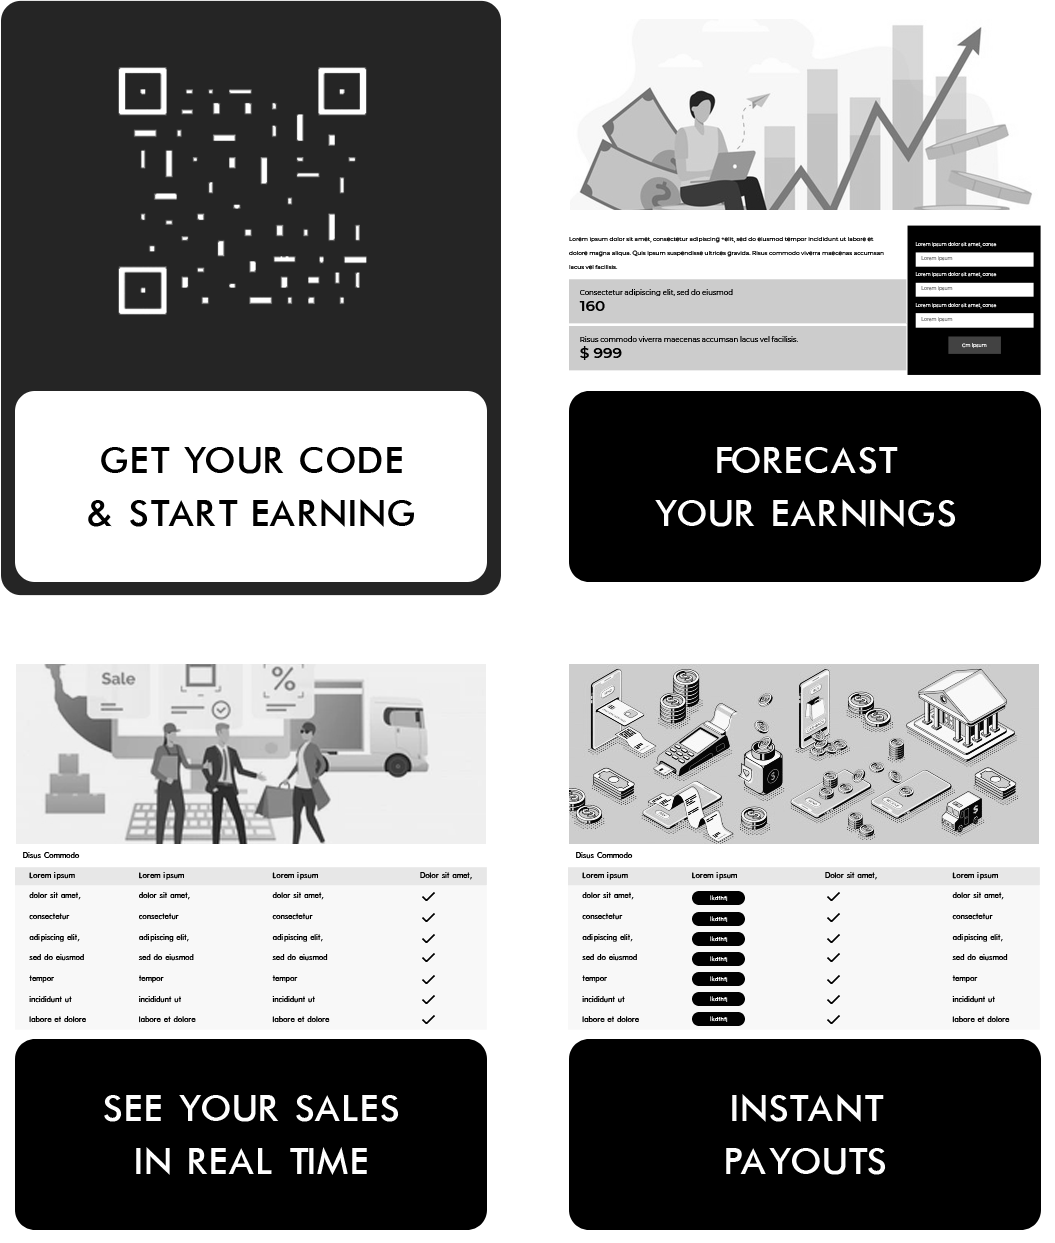 GET YOUR CODE
& START EARNING
Lorem ipsum dolor sit amet, consectetur adipiscing *elit, sed do eiusmod tempor incididunt ut labore et
dolore magna aliqua. Quis ipsum suspendisse ultrices gravida. Risus commodo viverra maecenas accumsan
lacus vel facilisis.
Consectetur adipiscing elit, sed do eiusmod
160
Risus commodo viverra maecenas accumsan lacus vel facilisis.
$ 999
Lorem ipsum dolor sit amet, conse
Lorem ipsum
Lorem ipsum dolor sit amet, conse
Lorem ipsum
Lorem ipsum dolor sit amet, conse
Lorem ipsum
Cm ipsum
FORECAST
YOUR EARNINGS
Sale
%
Disus Commodo
Lorem ipsum Lorem ipsum Lorem ipsum Dolor sit amet,
dolor sit amet, dolor sit amet, dolor sit amet,
consectetur consectetur consectetur
adipiscing elit, adipiscing elit, adipiscing elit,
sed do eiusmod sed do eiusmod sed do eiusmod
tempor tempor tempor
incididunt ut incididunt ut incididunt ut
labore et dolore labore et dolore labore et dolore
SEE YOUR SALES
IN REAL TIME
Disus Commodo
Lorem ipsum Lorem ipsum Dolor sit amet, Lorem ipsum
dolor sit amet, dolor sit amet,
consectetur consectetur
adipiscing elit, adipiscing elit,
sed do eiusmod sed do eiusmod
tempor tempor
incididunt ut incididunt ut
labore et dolore labore et dolore
INSTANT
PAYOUTS